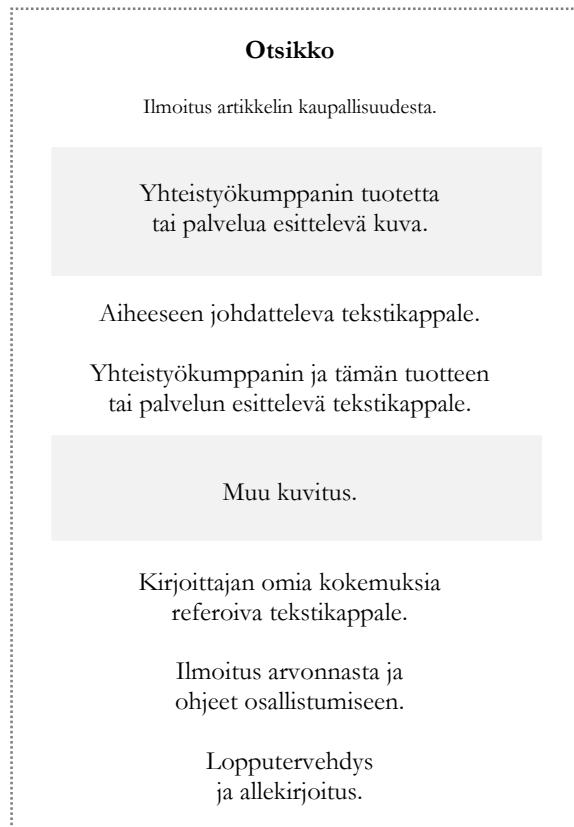 Otsikko
Ilmoitus artikkelin kaupallisuudesta.
Yhteistyökumppanin tuotetta
tai palvelua esittelevä kuva.
Aiheeseen johdatteleva tekstikappale.
Yhteistyökumppanin ja tämän tuotteen
tai palvelun esittelevä tekstikappale.
Muu kuvitus.
Kirjoittajan omia kokemuksia
referoiva tekstikappale.
Ilmoitus arvonnasta ja
ohjeet osallistumiseen.
Lopputervehdys
ja allekirjoitus.